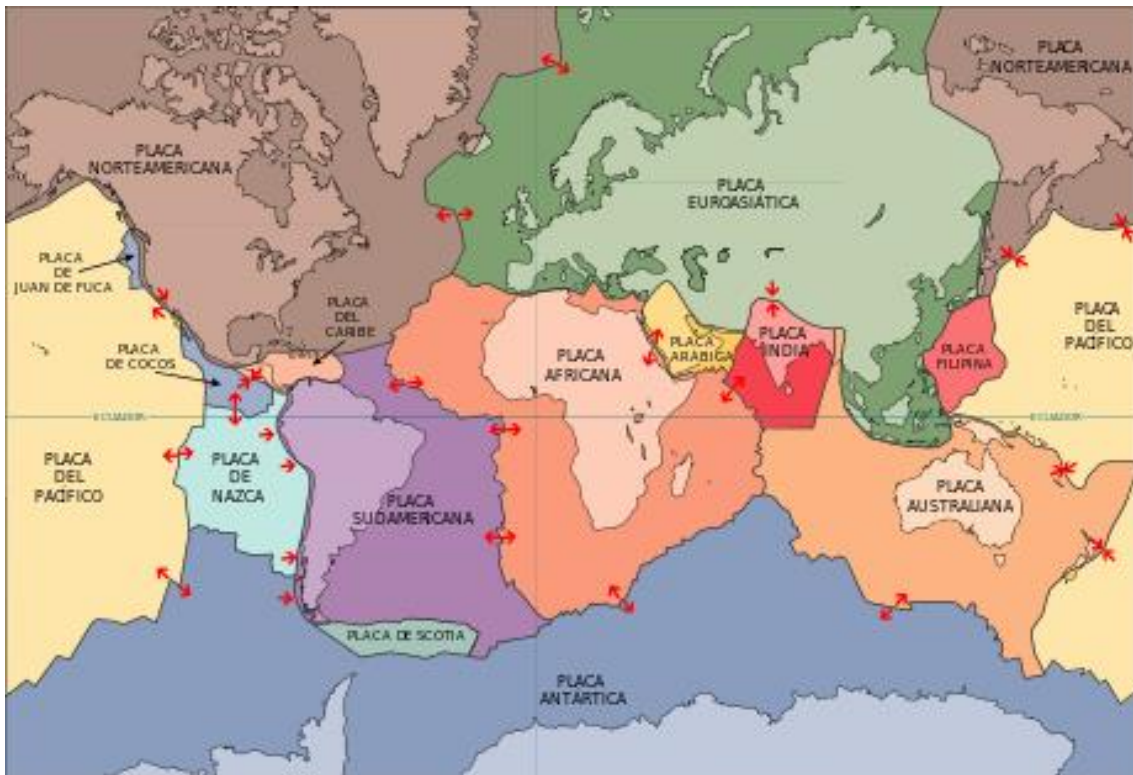 PLACA
NORTEAMERICANA
PLACA
NORTEAMERICANA
PLACA
EUROASIÁTICA
PLACA
DE
JUAN DE FUCA
PLACA
DEL
CARIBE
PLACA
DE COCOS
PLACA
ARABIGA
PLACA
INDIA
PLACA
FILIPINA
PLACA
DEL
PACÍFICO
PLACA
AFRICANA
ECUADOR
ECUADOR
PLACA
DEL
PACÍFICO
PLACA
DE
NAZCA
PLACA
SUDAMERICANA
PLACA
AUSTRALIANA
PLACA DE SCOTIA
PLACA
ANTÁRTICA